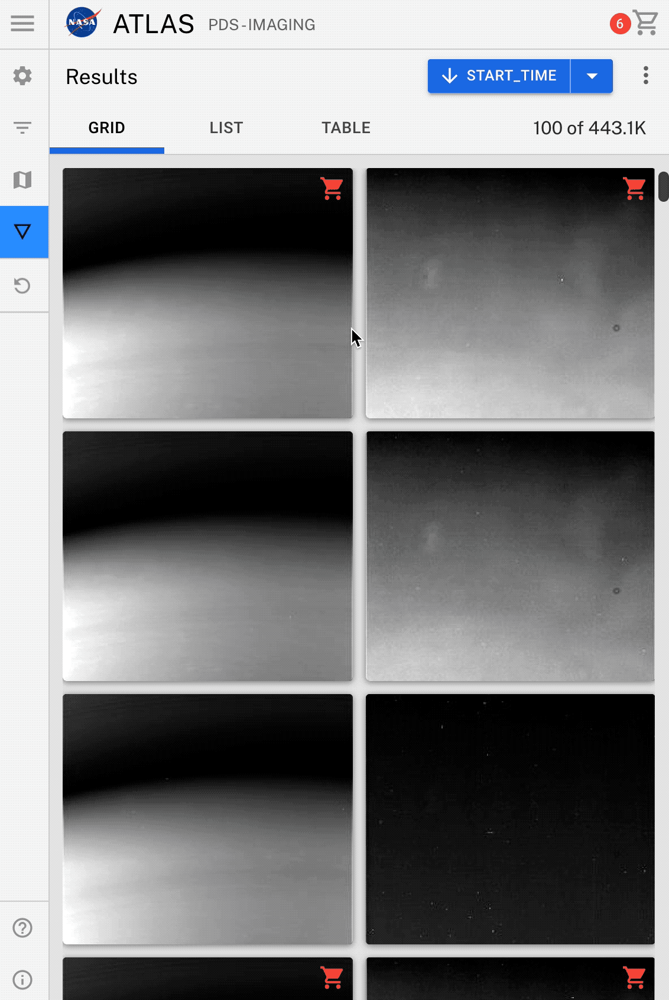 NASA
ATLAS PDS-IMAGING
6
Results
START_TIME
GRID LIST TABLE
100 of 443.1K